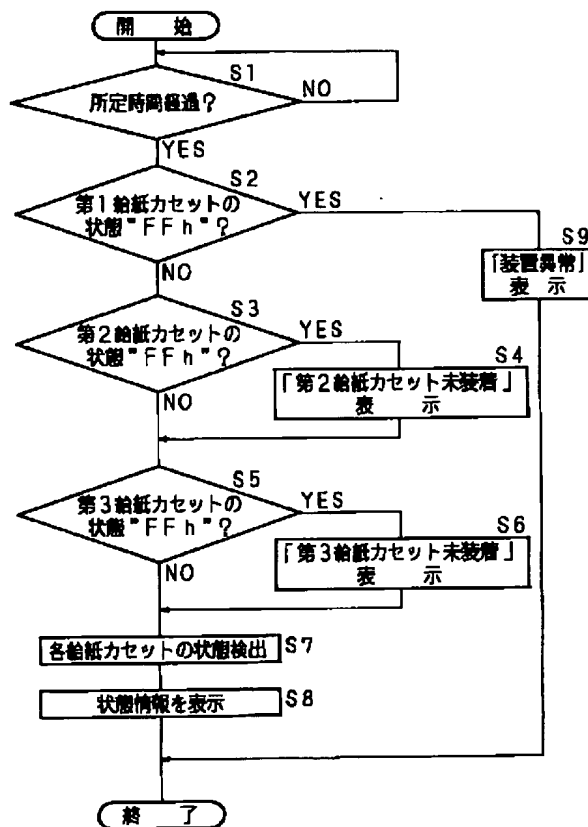 開 始
S1
所定時間経過?
NO
YES
S2
第1給紙カセットの
状態"FFh"?
YES
NO
S9
「装置異常」
表 示
S3
第2給紙カセットの
状態"FFh"?
YES
NO
S4
「第2給紙カセット未装着」
表 示
S5
第3給紙カセットの
状態"FFh"?
YES
NO
S6
「第3給紙カセット未装着」
表 示
各給紙カセットの状態検出
S7
状態情報を表示
S8
終 了